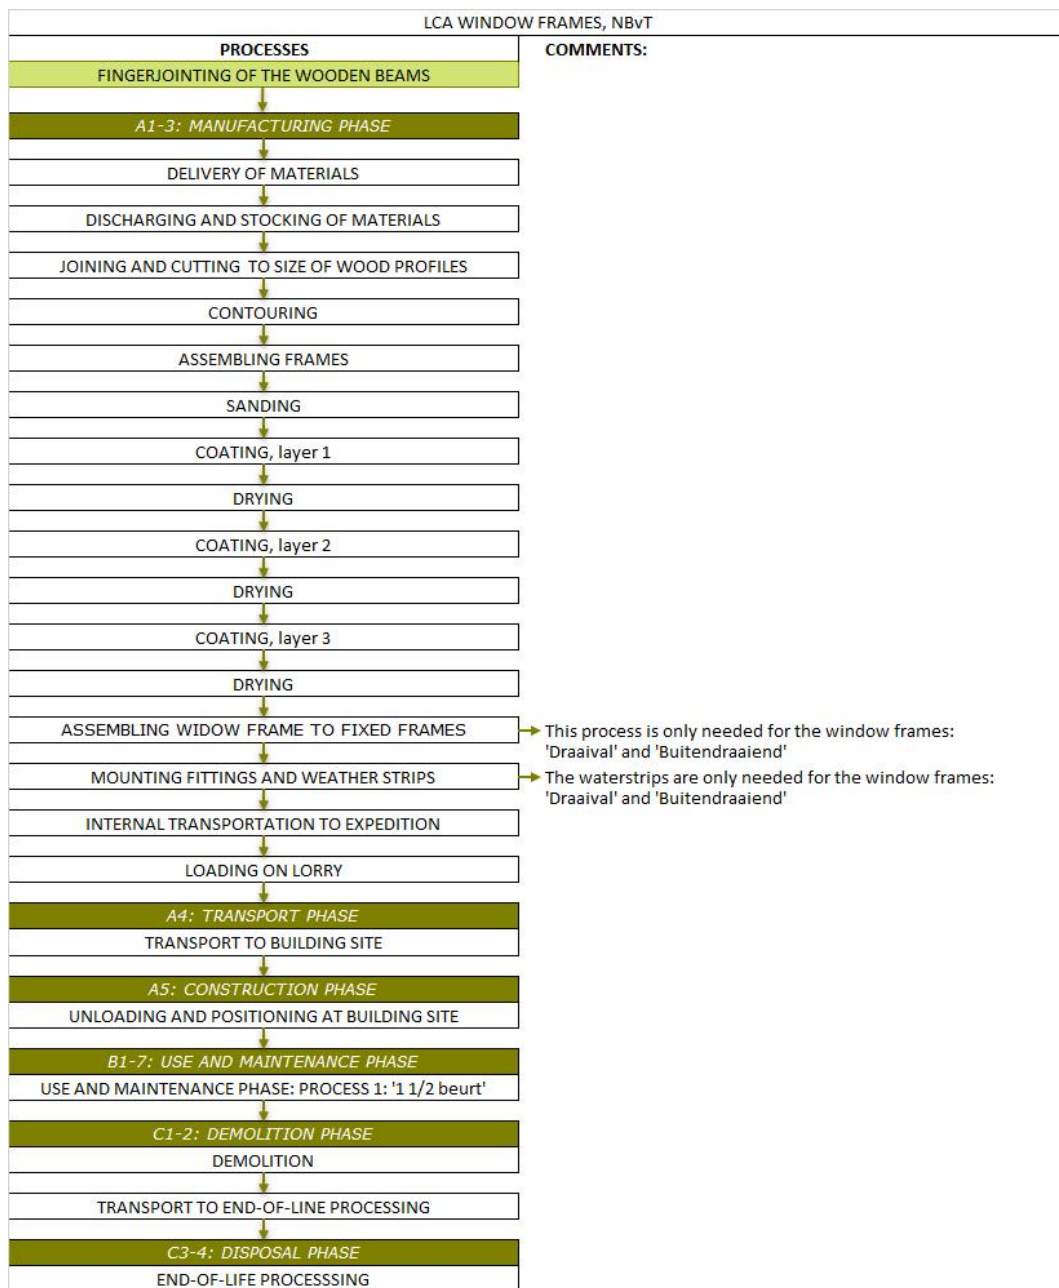 LCA WINDOW FRAMES, NBvT
PROCESSES
COMMENTS:
FINGERJOINTING OF THE WOODEN BEAMS
A1-3: MANUFACTURING PHASE
DELIVERY OF MATERIALS
DISCHARGING AND STOCKING OF MATERIALS
JOINING AND CUTTING TO SIZE OF WOOD PROFILES
CONTOURING
ASSEMBLING FRAMES
SANDING
COATING, layer 1
DRYING
COATING, layer 2
DRYING
COATING, layer 3
DRYING
ASSEMBLING WIDOW FRAME TO FIXED FRAMES
This process is only needed for the window frames:
'Draaival' and 'Buitendraaiend'
MOUNTING FITTINGS AND WEATHER STRIPS
The waterstrips are only needed for the window frames:
'Draaival' and 'Buitendraaiend'
INTERNAL TRANSPORTATION TO EXPEDITION
LOADING ON LORRY
A4: TRANSPORT PHASE
TRANSPORT TO BUILDING SITE
A5: CONSTRUCTION PHASE
UNLOADING AND POSITIONING AT BUILDING SITE
B1-7: USE AND MAINTENANCE PHASE
USE AND MAINTENANCE PHASE: PROCESS 1: '1 1/2 beurt'
C1-2: DEMOLITION PHASE
DEMOLITION
TRANSPORT TO END-OF-LINE PROCESSING
C3-4: DISPOSAL PHASE
END-OF-LIFE PROCESSSING